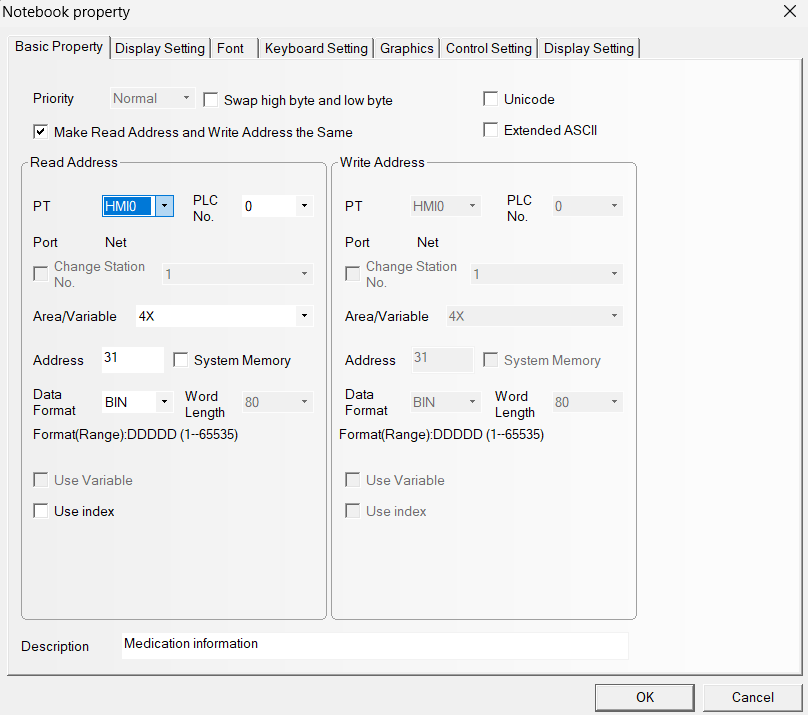 Notebook property
Basic Property Display Setting Font Keyboard Setting Graphics Control Setting Display Setting
Priority Normal Swap high byte and low byte Unicode
Make Read Address and Write Address the Same Extended ASCII
Read Address Write Address
PT HMI0 PLC No. 0 PT HMI0 PLC No. 0
Port Net Port Net
Change Station No. 1 Change Station No. 1
Area/Variable 4X Area/Variable 4X
Address 31 System Memory Address 31 System Memory
Data Format BIN Word Length 80 Data Format BIN Word Length 80
Format(Range):DDDDD (1--65535) Format(Range):DDDDD (1--65535)
Use Variable Use Variable
Use index Use index
Description Medication information
OK Cancel